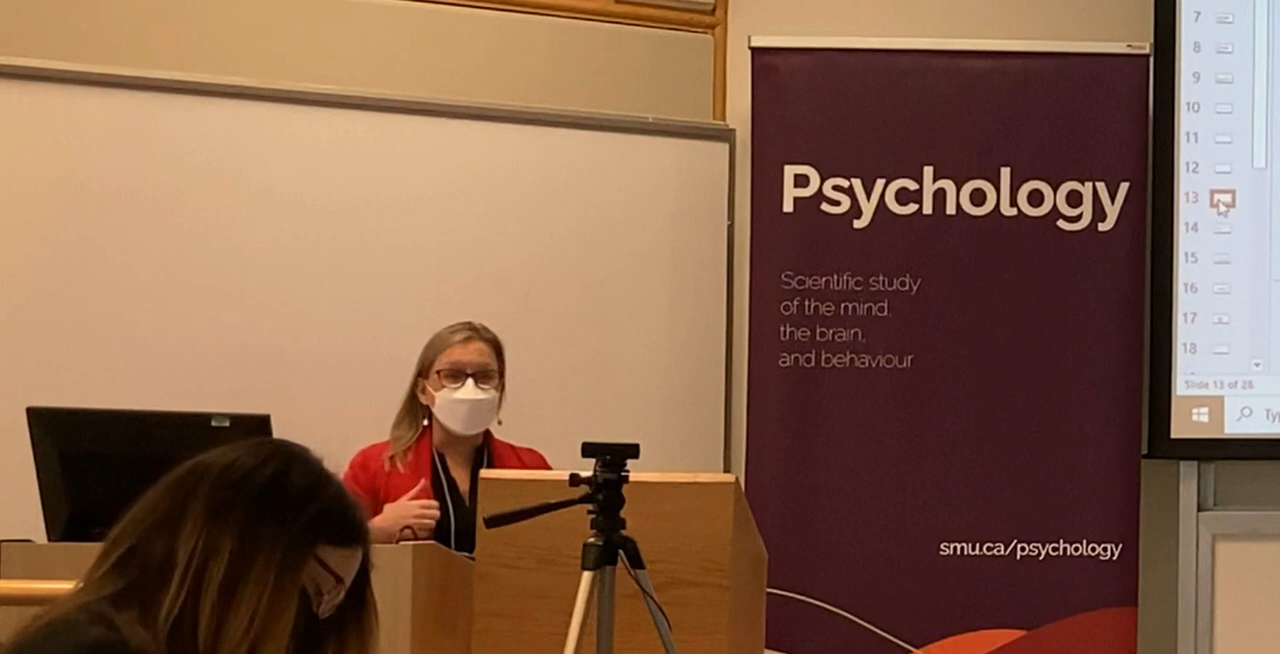 Psychology
Scientific study
of the mind,
the brain,
and behaviour
smu.ca/psychology
7
8
9
10
11
12
13
14
15
16
17
18
Slide 13 of 28
Ty